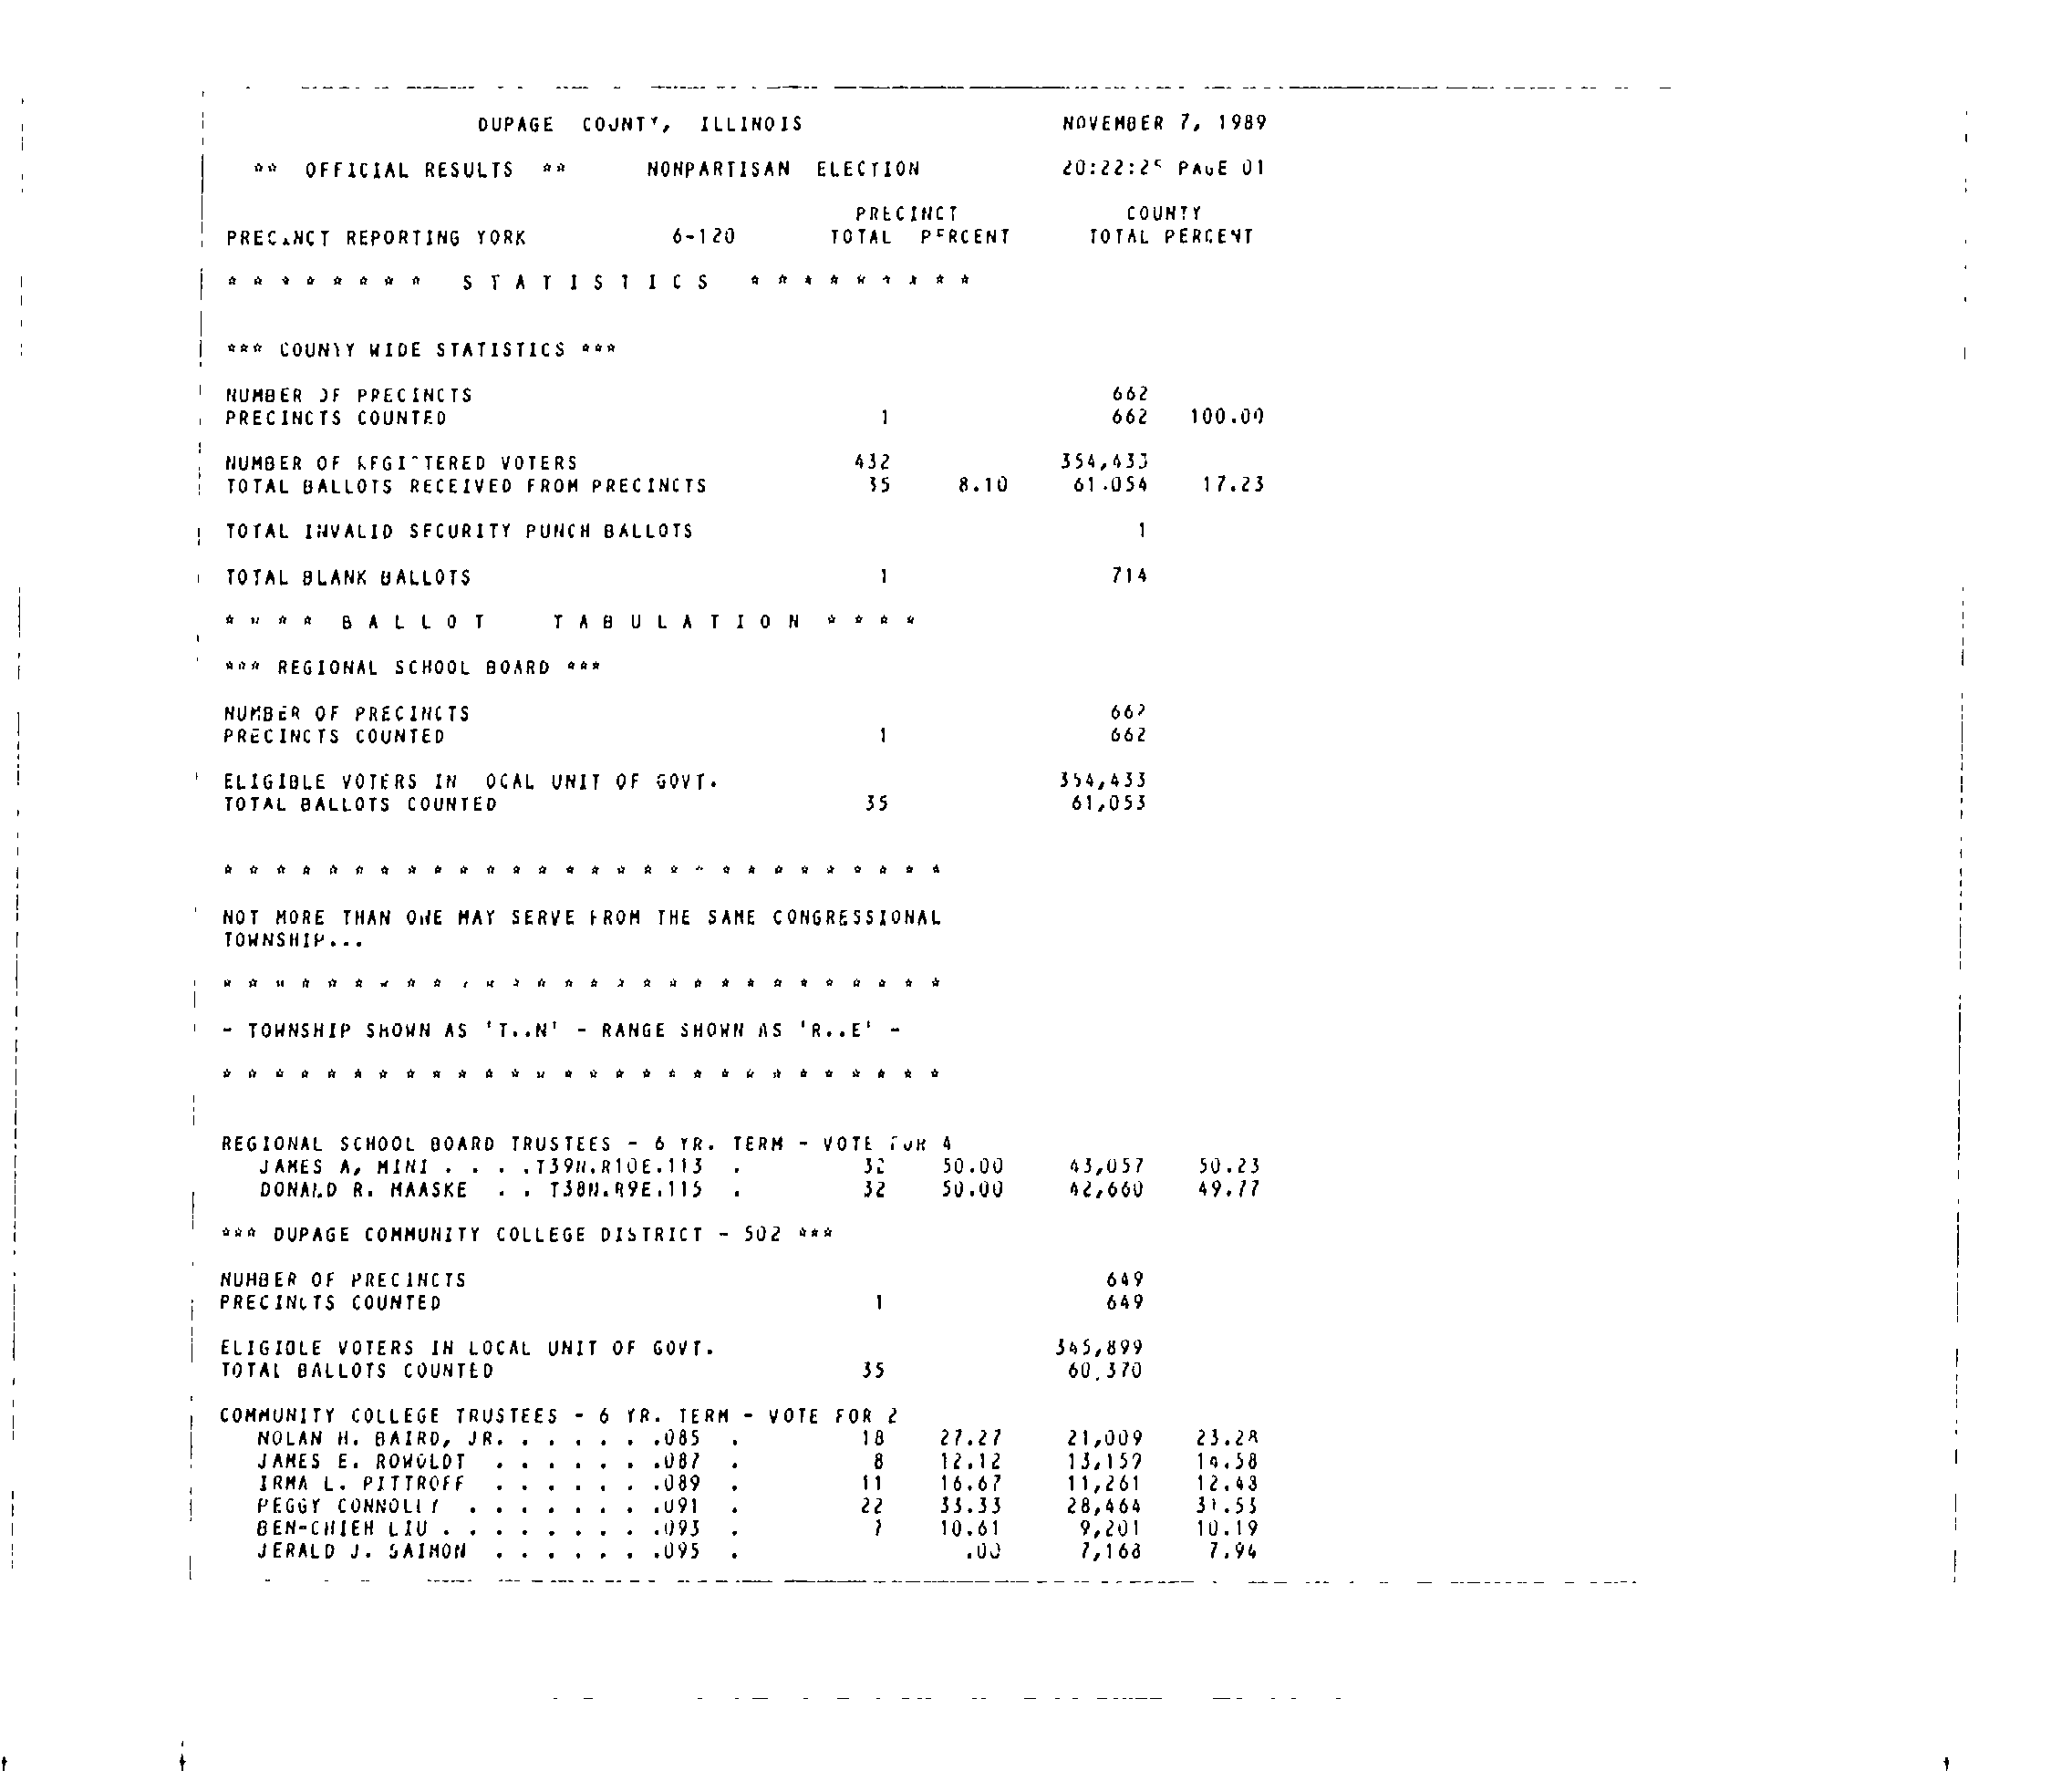 DUPAGE COUNTY, ILLINOIS NOVEMBER 7, 1989
** OFFICIAL RESULTS ** NONPARTISAN ELECTION 20:22:25 PAGE 01
PRECINCT COUNTY
PRECINCT REPORTING YORK 6-120 TOTAL PERCENT TOTAL PERCENT
* * * * * * * * S T A T I S T I C S * * * * * * * * *
*** COUNTY WIDE STATISTICS ***
NUMBER OF PRECINCTS 662
PRECINCTS COUNTED 1 662 100.00
NUMBER OF REGISTERED VOTERS 432 354,433
TOTAL BALLOTS RECEIVED FROM PRECINCTS 35 8.10 61,054 17.23
TOTAL INVALID SECURITY PUNCH BALLOTS 1
TOTAL BLANK BALLOTS 1 714
* * * * B A L L O T T A B U L A T I O N * * * *
*** REGIONAL SCHOOL BOARD ***
NUMBER OF PRECINCTS 662
PRECINCTS COUNTED 1 662
ELIGIBLE VOTERS IN LOCAL UNIT OF GOVT. 354,433
TOTAL BALLOTS COUNTED 35 61,053
* * * * * * * * * * * * * * * * * * * * * * * * * * * *
NOT MORE THAN ONE MAY SERVE FROM THE SAME CONGRESSIONAL
TOWNSHIP...
* * * * * * * * * * * * * * * * * * * * * * * * * * * *
- TOWNSHIP SHOWN AS 'T..N' - RANGE SHOWN AS 'R..E' -
* * * * * * * * * * * * * * * * * * * * * * * * * * * *
REGIONAL SCHOOL BOARD TRUSTEES - 6 YR. TERM - VOTE FOR 4
JAMES A. MINI . . . .T39N.R10E.113 . 32 50.00 43,057 50.23
DONALD R. MAASKE . . T38N.R9E.115 . 32 50.00 42,660 49.77
*** DUPAGE COMMUNITY COLLEGE DISTRICT - 502 ***
NUMBER OF PRECINCTS 649
PRECINCTS COUNTED 1 649
ELIGIBLE VOTERS IN LOCAL UNIT OF GOVT. 345,899
TOTAL BALLOTS COUNTED 35 60,370
COMMUNITY COLLEGE TRUSTEES - 6 YR. TERM - VOTE FOR 2
NOLAN H. BAIRD, JR. . . . . . .085 . 18 27.27 21,009 23.28
JAMES E. ROWOLDT . . . . . . .087 . 8 12.12 13,159 14.58
IRMA L. PITTROFF . . . . . . .089 . 11 16.67 11,261 12.48
PEGGY CONNOLLY . . . . . . . .091 . 22 33.33 28,464 31.53
BEN-CHIEH LIU . . . . . . . . .093 . 7 10.61 9,201 10.19
JERALD J. SAIMON . . . . . . .095 . .00 7,168 7.94